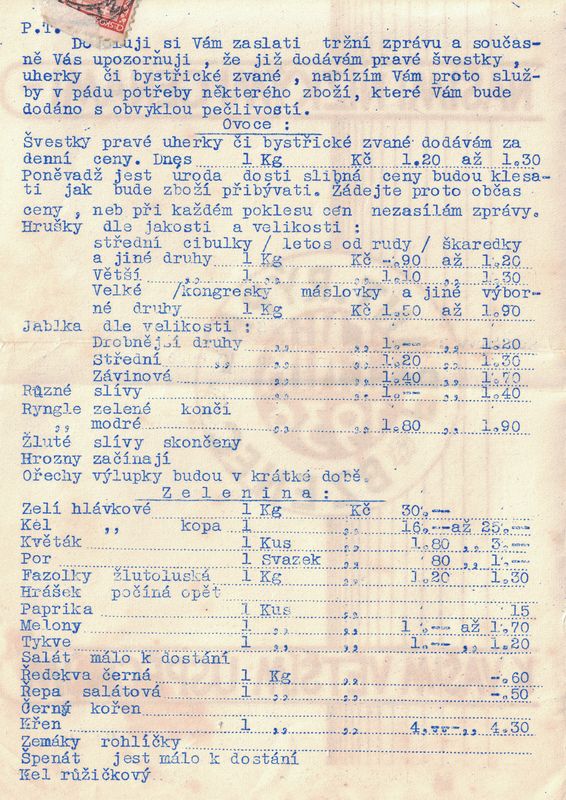 P.T.
Dovoluji si Vám zaslati tržní zprávu a součas-
ně Vás upozorňuji , že již dodávám pravé švestky ,
uherky či bystřické zvané , nabízím Vám proto služ-
by v pádu potřeby některého zboží, které Vám bude
dodáno s obvyklou pečlivostí.
Ovoce :
Švestky pravé uherky či bystřické zvané dodávám za
denní ceny. Dnes 1 Kg Kč 1.20 až 1.30
Poněvadž jest úroda dosti slibná ceny budou klesa-
ti jak bude zboží přibývati. Žádejte proto občas
ceny , neb při každém poklesu cen nezasílám zprávy.
Hrušky dle jakosti a velikosti :
střední cibulky / letos od rudy / škaredky
a jiné druhy 1 Kg Kč -.90 až 1.20
Větší ,, 1 ,, ,, 1.10 ,, 1.30
Velké /kongresky máslovky a jiné výbor-
né druhy 1 Kg Kč 1.50 až 1.90
Jablka dle velikosti :
Drobnější druhy ,, ,, 1.-- ,, 1.20
Střední ,, ,, ,, 1.20 ,, 1.30
Závinová ,, ,, 1.40 ,, 1.70
Různé slívy ,, ,, 1.-- ,, 1.40
Ryngle zelené končí
,, modré ,, ,, 1.80 ,, 1.90
Žluté slívy skončeny
Hrozny začínají
Ořechy výlupky budou v krátké době.
Zelenina :
Zelí hlávkové 1 Kg Kč 30.--
Kel ,, kopa 1 ,, 16.-- až 25.--
Květák 1 Kus ,, 1.80 ,, 3.--
Por 1 Svazek ,, 80 ,, 1.--
Fazolky žlutoluská 1 Kg ,, 1.20 1.30
Hrášek počíná opět
Paprika 1 Kus ,, 15
Melony 1 ,, ,, 1.-- až 1.70
Tykve 1 ,, ,, 1.-- ,, 1.20
Salát málo k dostání
Ředekva černá 1 Kg -.60
Řepa salátová 1 ,, -.50
Černý kořen
Křen 1 ,, ,, 4.-- ,, 4.30
Zemáky rohlíčky
Špenát jest málo k dostání
Kel růžičkový